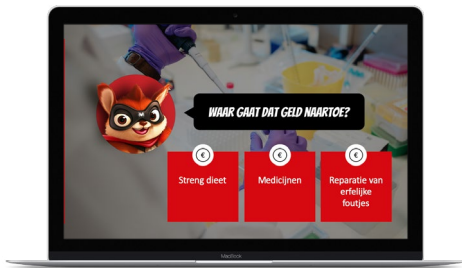 WAAR GAAT DAT GELD NAARTOE?
€
€
€
Streng dieet
Medicijnen
Reparatie van
erfelijke
foutjes
MacBook